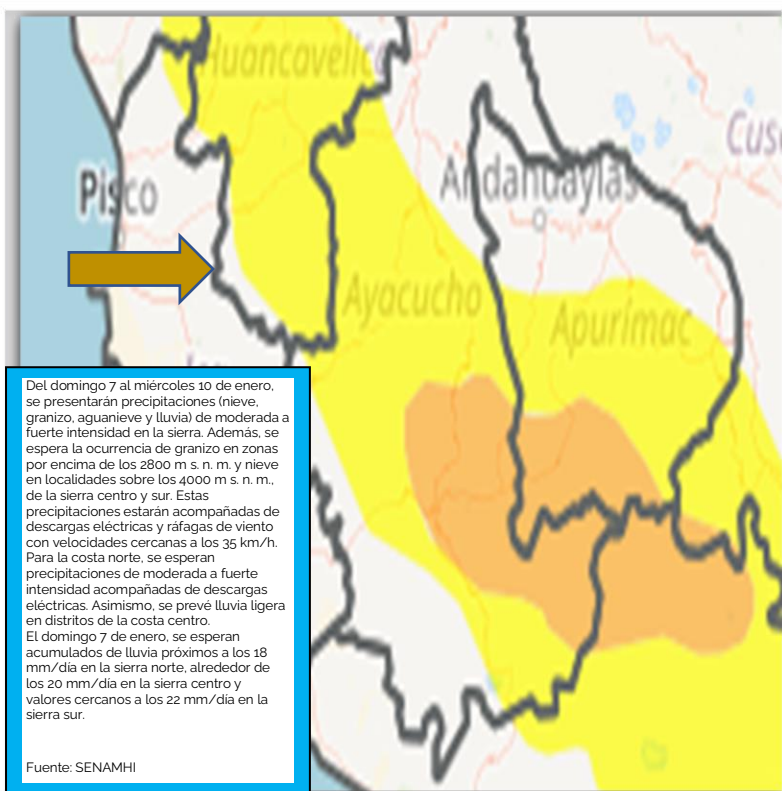 Huancavelica
Cus
Pisco
Andahuaylas
Ayacucho
Apurímac
Del domingo 7 al miércoles 10 de enero,
se presentarán precipitaciones (nieve,
granizo, aguanieve y lluvia) de moderada a
fuerte intensidad en la sierra. Además, se
espera la ocurrencia de granizo en zonas
por encima de los 2800 m s. n. m. y nieve
en localidades sobre los 4000 m s. n. m.,
de la sierra centro y sur. Estas
precipitaciones estarán acompañadas de
descargas eléctricas y ráfagas de viento
con velocidades cercanas a los 35 km/h.
Para la costa norte, se esperan
precipitaciones de moderada a fuerte
intensidad acompañadas de descargas
eléctricas. Asimismo, se prevé lluvia ligera
en distritos de la costa centro.
El domingo 7 de enero, se esperan
acumulados de lluvia próximos a los 18
mm/día en la sierra norte, alrededor de
los 20 mm/día en la sierra centro y
valores cercanos a los 22 mm/día en la
sierra sur.
Fuente: SENAMHI